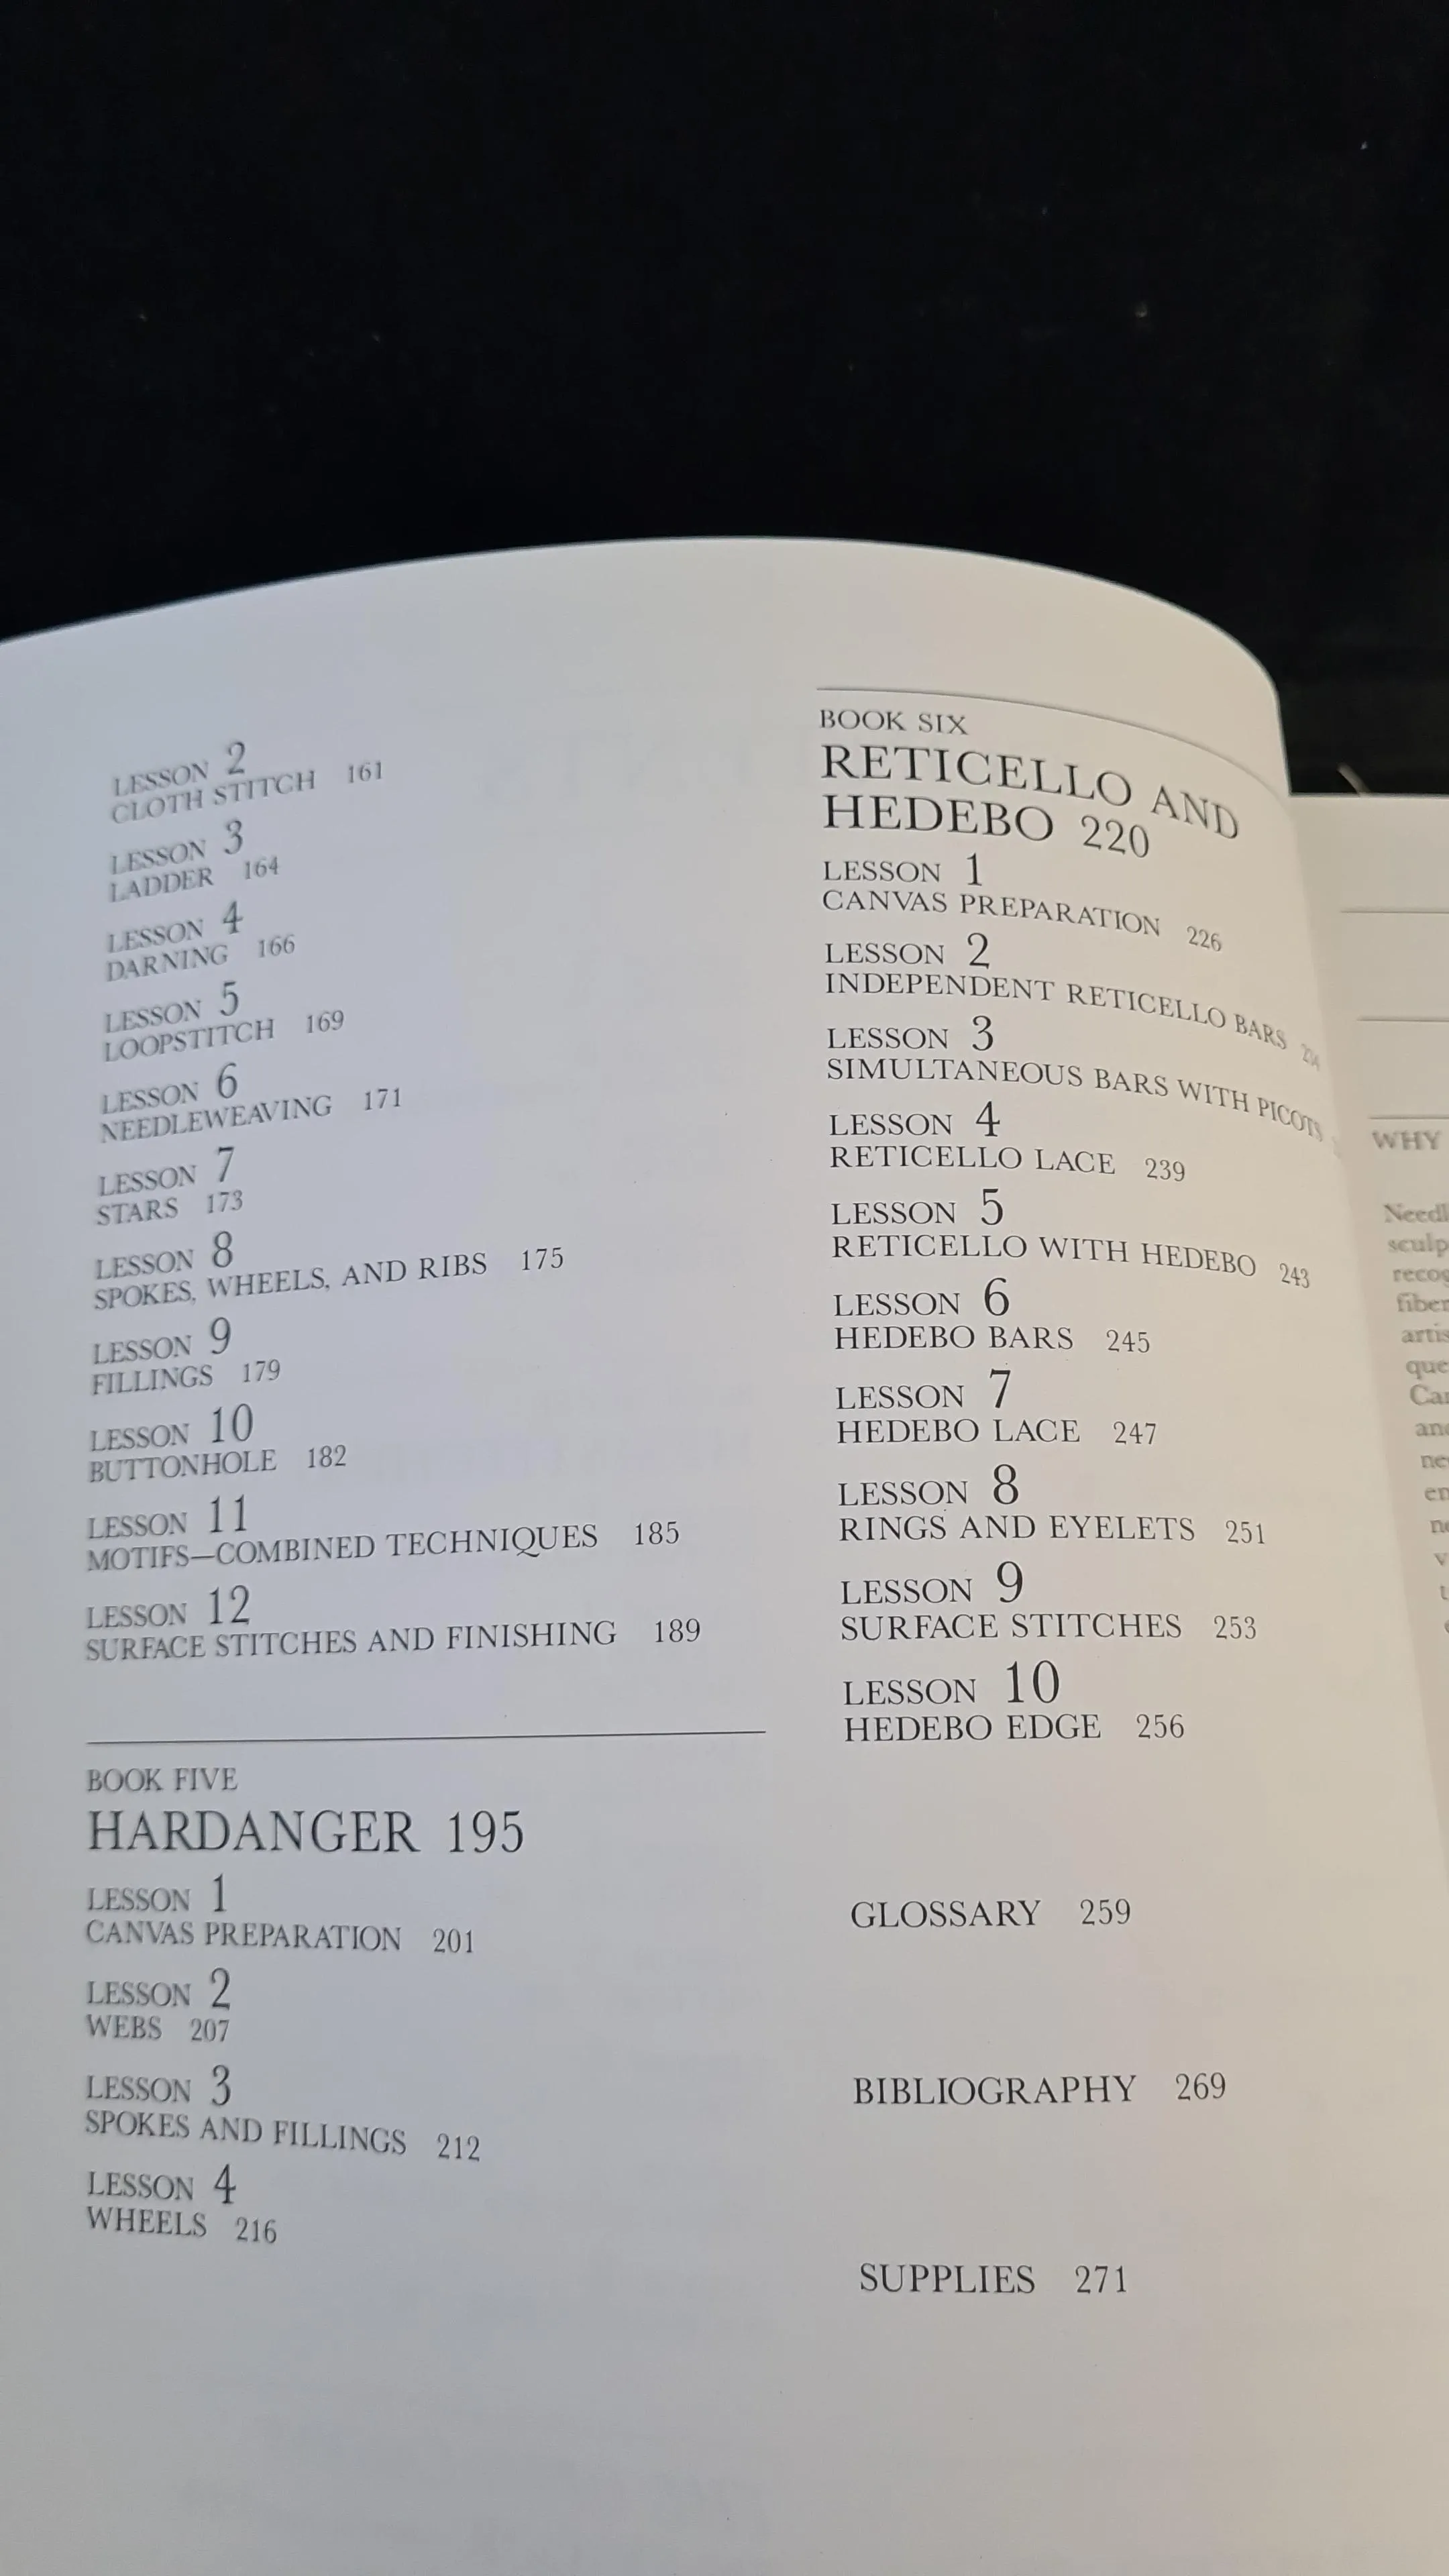 LESSON 2
CLOTH STITCH 161
LESSON 3
LADDER 164
LESSON 4
DARNING 166
LESSON 5
LOOPSTITCH 169
LESSON 6
NEEDLEWEAVING 171
LESSON 7
STARS 173
LESSON 8
SPOKES, WHEELS, AND RIBS 175
LESSON 9
FILLINGS 179
LESSON 10
BUTTONHOLE 182
LESSON 11
MOTIFS—COMBINED TECHNIQUES 185
LESSON 12
SURFACE STITCHES AND FINISHING 189
BOOK FIVE
HARDANGER 195
LESSON 1
CANVAS PREPARATION 201
LESSON 2
WEBS 207
LESSON 3
SPOKES AND FILLINGS 212
LESSON 4
WHEELS 216
BOOK SIX
RETICELLO AND
HEDEBO 220
LESSON 1
CANVAS PREPARATION 226
LESSON 2
INDEPENDENT RETICELLO BARS
LESSON 3
SIMULTANEOUS BARS WITH PICOTS
LESSON 4
RETICELLO LACE 239
LESSON 5
RETICELLO WITH HEDEBO 243
LESSON 6
HEDEBO BARS 245
LESSON 7
HEDEBO LACE 247
LESSON 8
RINGS AND EYELETS 251
LESSON 9
SURFACE STITCHES 253
LESSON 10
HEDEBO EDGE 256
GLOSSARY 259
BIBLIOGRAPHY 269
SUPPLIES 271
WHY